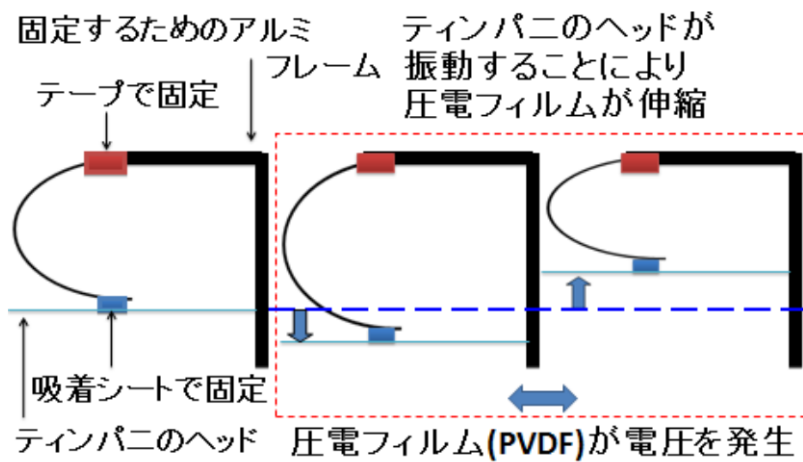 固定するためのアルミ
フレーム
テープで固定
ティンパニのヘッドが
振動することにより
圧電フィルムが伸縮
吸着シートで固定
ティンパニのヘッド
圧電フィルム(PVDF)が電圧を発生